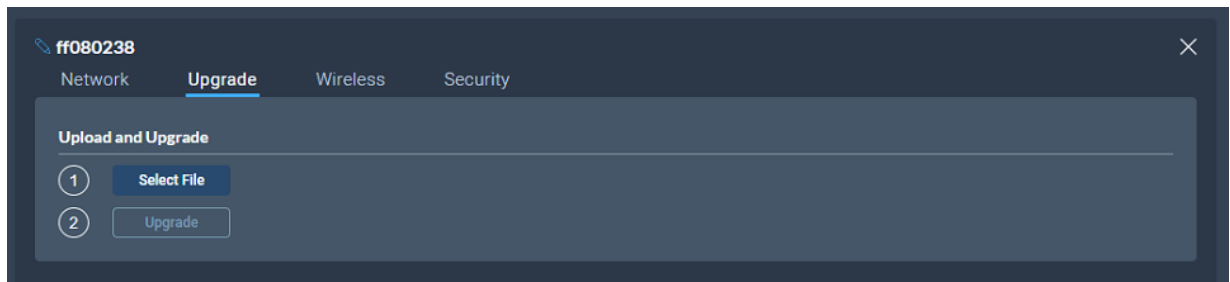 ff080238
Network Upgrade Wireless Security
Upload and Upgrade
1 Select File
2 Upgrade